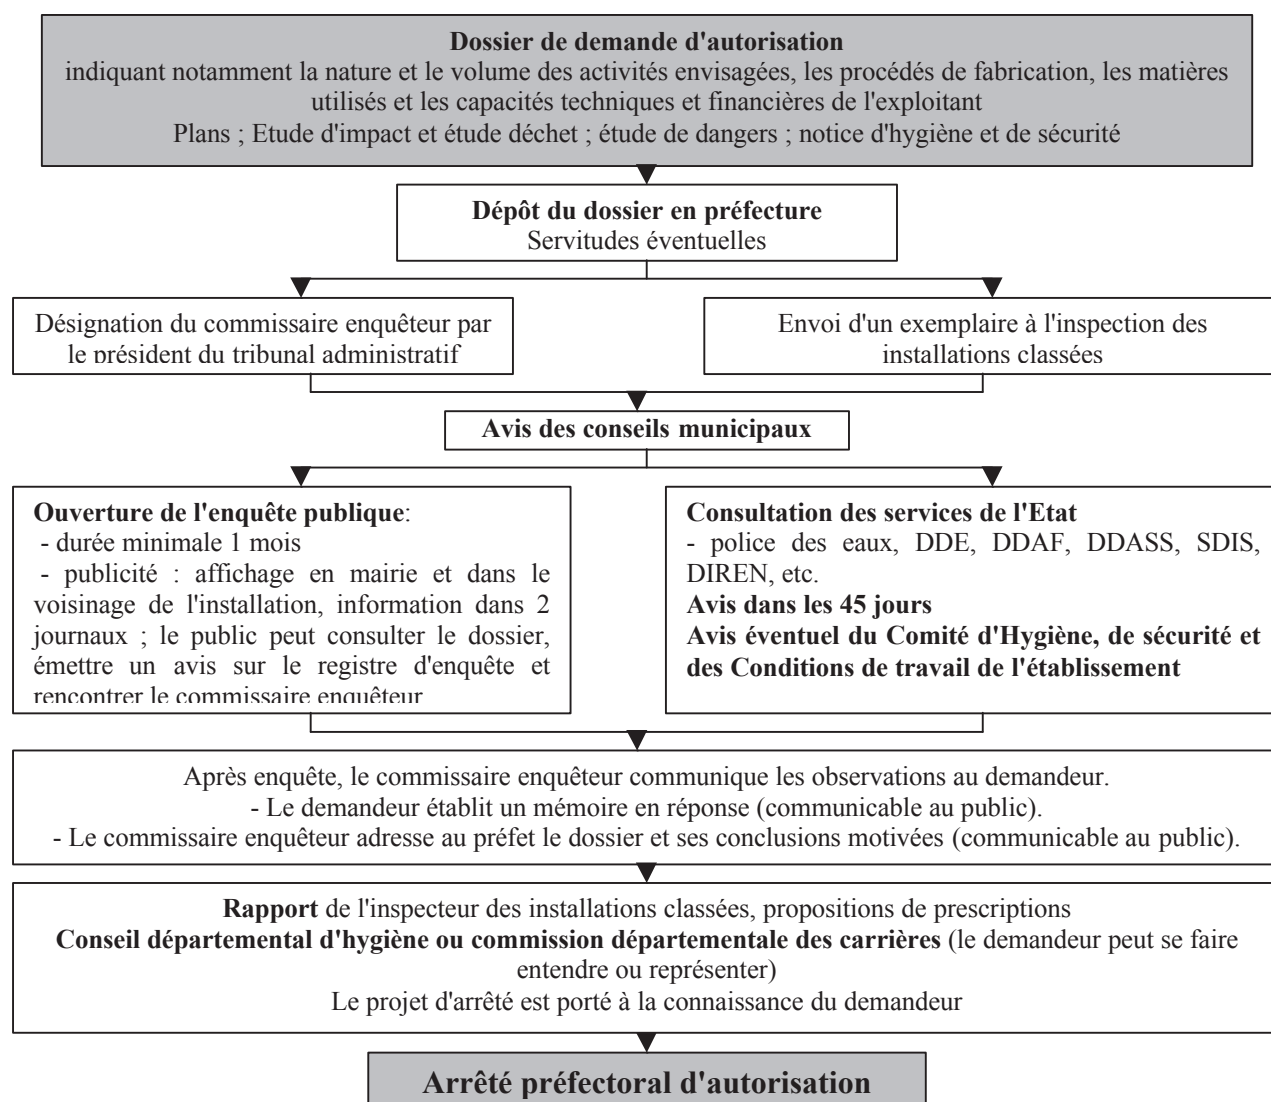 Dossier de demande d'autorisation
indiquant notamment la nature et le volume des activités envisagées, les procédés de fabrication, les matières
utilisés et les capacités techniques et financières de l'exploitant
Plans ; Etude d'impact et étude déchet ; étude de dangers ; notice d'hygiène et de sécurité
Dépôt du dossier en préfecture
Servitudes éventuelles
Désignation du commissaire enquêteur par
le président du tribunal administratif
Envoi d'un exemplaire à l'inspection des
installations classées
Avis des conseils municipaux
Ouverture de l'enquête publique:
- durée minimale 1 mois
- publicité : affichage en mairie et dans le
voisinage de l'installation, information dans 2
journaux ; le public peut consulter le dossier,
émettre un avis sur le registre d'enquête et
rencontrer le commissaire enquêteur
Consultation des services de l'Etat
- police des eaux, DDE, DDAF, DDASS, SDIS,
DIREN, etc.
Avis dans les 45 jours
Avis éventuel du Comité d'Hygiène, de sécurité et
des Conditions de travail de l'établissement
Après enquête, le commissaire enquêteur communique les observations au demandeur.
- Le demandeur établit un mémoire en réponse (communicable au public).
- Le commissaire enquêteur adresse au préfet le dossier et ses conclusions motivées (communicable au public).
Rapport de l'inspecteur des installations classées, propositions de prescriptions
Conseil départemental d'hygiène ou commission départementale des carrières (le demandeur peut se faire
entendre ou représenter)
Le projet d'arrêté est porté à la connaissance du demandeur
Arrêté préfectoral d'autorisation